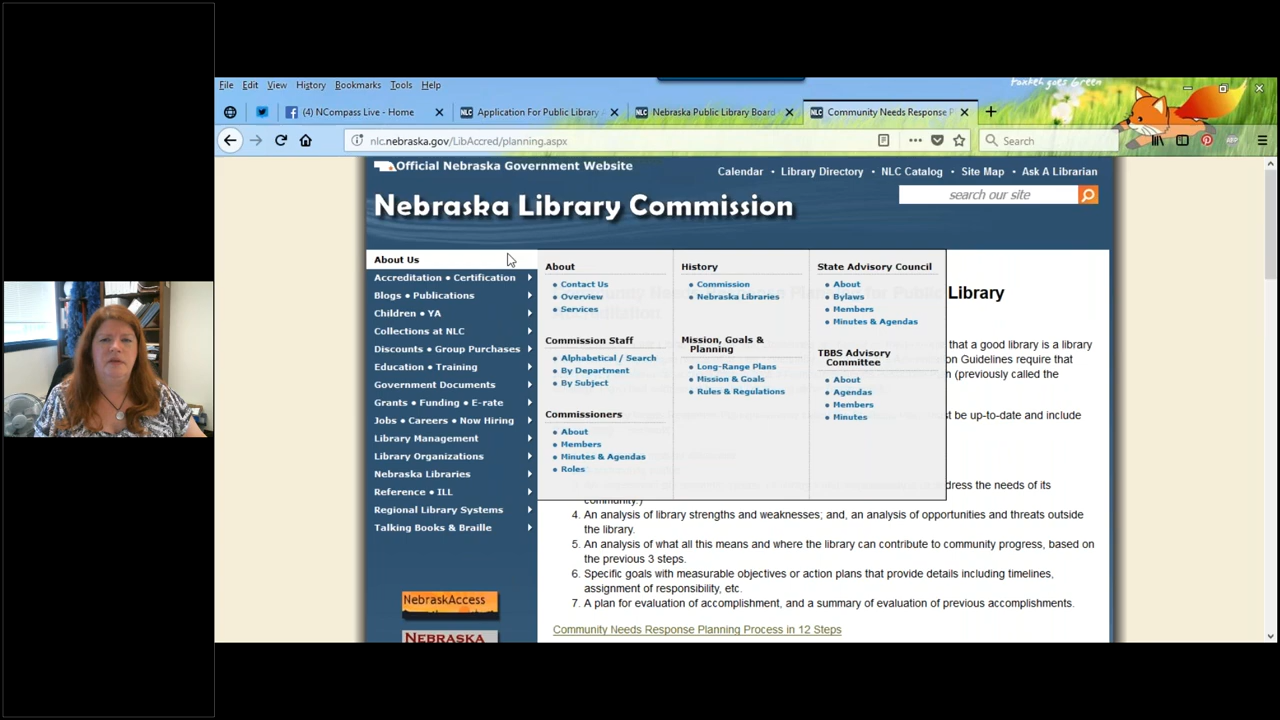 foxkeh goes Green
File Edit View History Bookmarks Tools Help
(4) NCompass Live - Home
NLC Application For Public Library
NLC Nebraska Public Library Board
NLC Community Needs Response P
nlc.nebraska.gov/LibAccred/planning.aspx
Search
Official Nebraska Government Website
Calendar • Library Directory • NLC Catalog • Site Map • Ask A Librarian
Nebraska Library Commission
search our site
About Us
Accreditation • Certification
Blogs • Publications
Children • YA
Collections at NLC
Discounts • Group Purchases
Education • Training
Government Documents
Grants • Funding • E-rate
Jobs • Careers • Now Hiring
Library Management
Library Organizations
Nebraska Libraries
Reference • ILL
Regional Library Systems
Talking Books & Braille
NebraskAccess
NEBRASKA
About
Contact Us
Overview
Services
Commission Staff
Alphabetical / Search
By Department
By Subject
Commissioners
About
Members
Minutes & Agendas
Roles
History
Commission
Nebraska Libraries
Mission, Goals &
Planning
Long-Range Plans
Mission & Goals
Rules & Regulations
State Advisory Council
About
Bylaws
Members
Minutes & Agendas
TBBS Advisory
Committee
About
Agendas
Members
Minutes
Library
that a good library is a library
on Guidelines require that
n (previously called the
st be up-to-date and include
dress the needs of its
community.)
4. An analysis of library strengths and weaknesses; and, an analysis of opportunities and threats outside
the library.
5. An analysis of what all this means and where the library can contribute to community progress, based on
the previous 3 steps.
6. Specific goals with measurable objectives or action plans that provide details including timelines,
assignment of responsibility, etc.
7. A plan for evaluation of accomplishment, and a summary of evaluation of previous accomplishments.
Community Needs Response Planning Process in 12 Steps